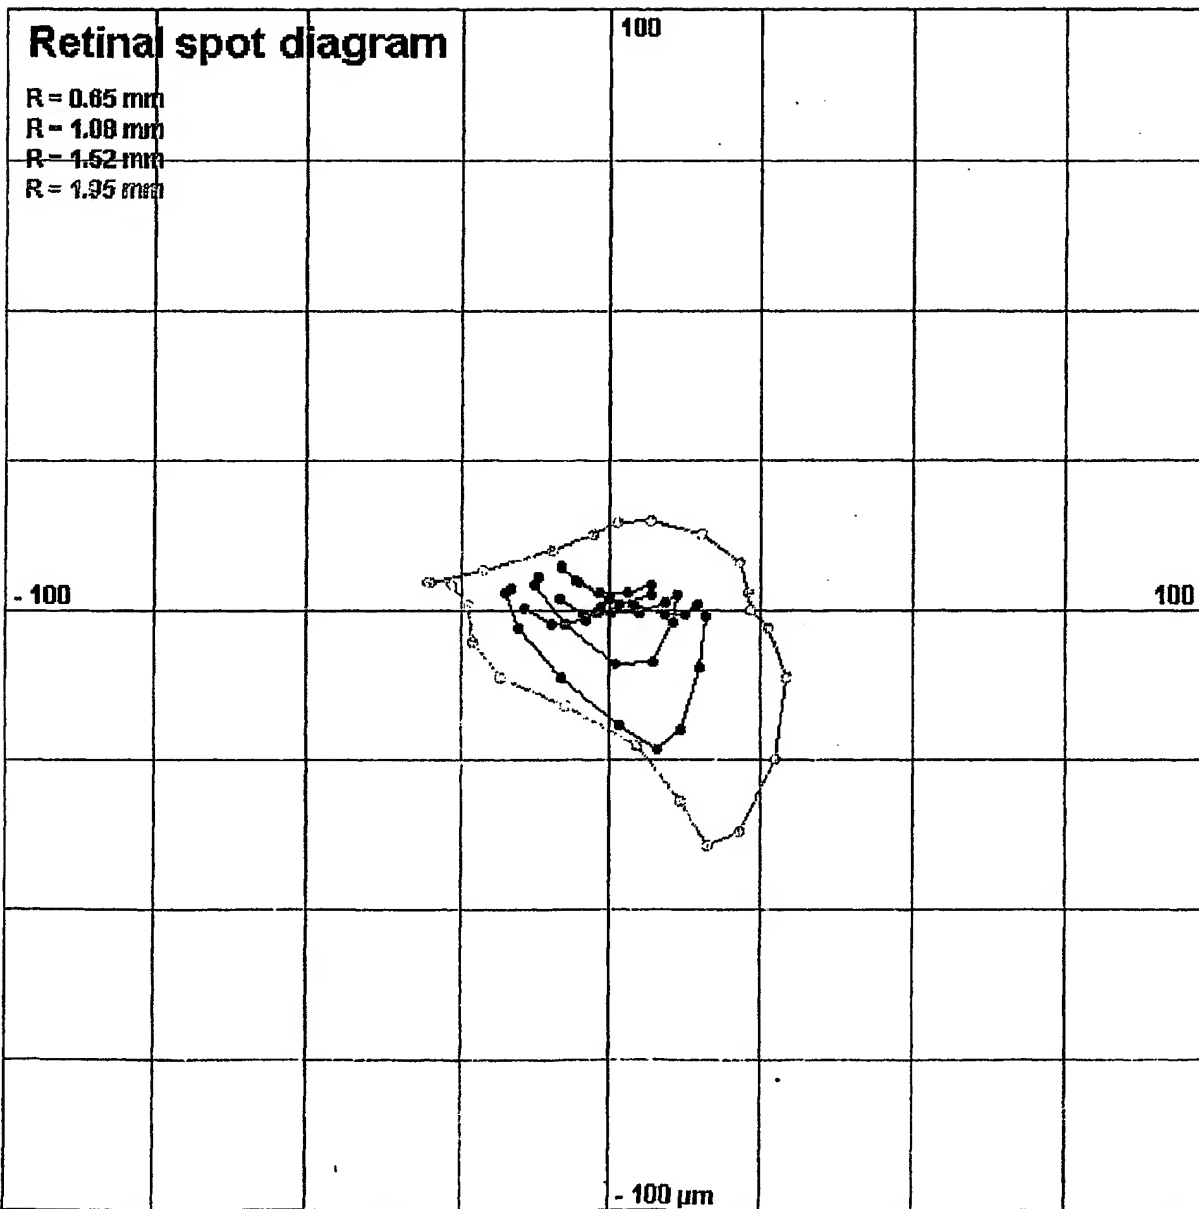 Retinal spot diagram
R = 0.65 mm
R = 1.08 mm
R = 1.52 mm
R = 1.95 mm
100
- 100
100
- 100 µm